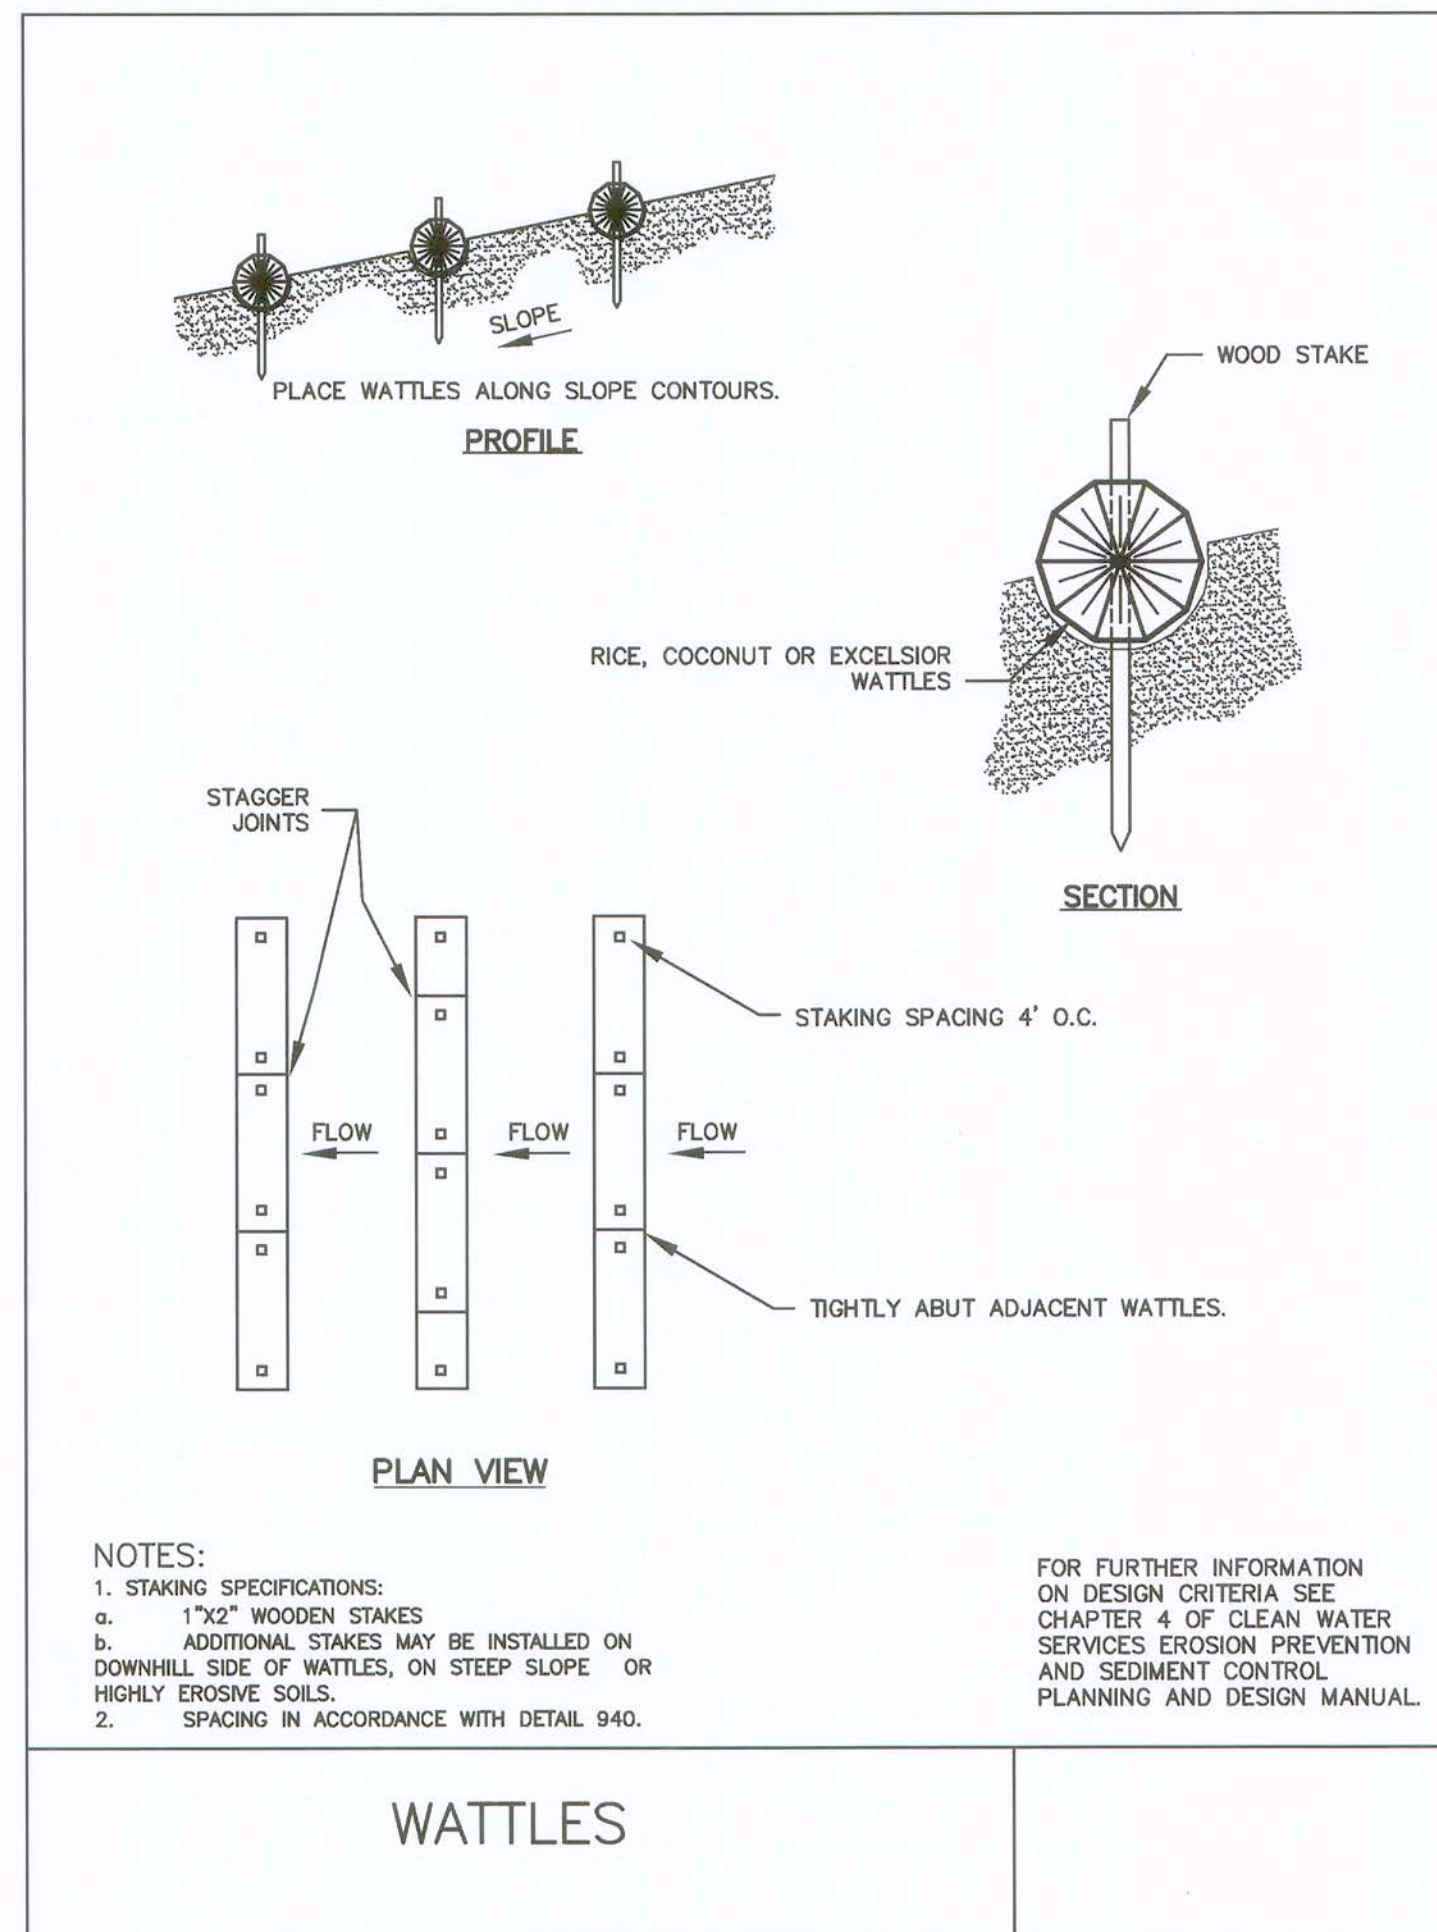 SLOPE
PLACE WATTLES ALONG SLOPE CONTOURS.
PROFILE
WOOD STAKE
RICE, COCONUT OR EXCELSIOR
WATTLES
SECTION
STAGGER
JOINTS
STAKING SPACING 4' O.C.
FLOW
FLOW
FLOW
TIGHTLY ABUT ADJACENT WATTLES.
PLAN VIEW
NOTES:
1. STAKING SPECIFICATIONS:
a. 1"X2" WOODEN STAKES
b. ADDITIONAL STAKES MAY BE INSTALLED ON
DOWNHILL SIDE OF WATTLES, ON STEEP SLOPE OR
HIGHLY EROSIVE SOILS.
2. SPACING IN ACCORDANCE WITH DETAIL 940.
FOR FURTHER INFORMATION
ON DESIGN CRITERIA SEE
CHAPTER 4 OF CLEAN WATER
SERVICES EROSION PREVENTION
AND SEDIMENT CONTROL
PLANNING AND DESIGN MANUAL.
WATTLES